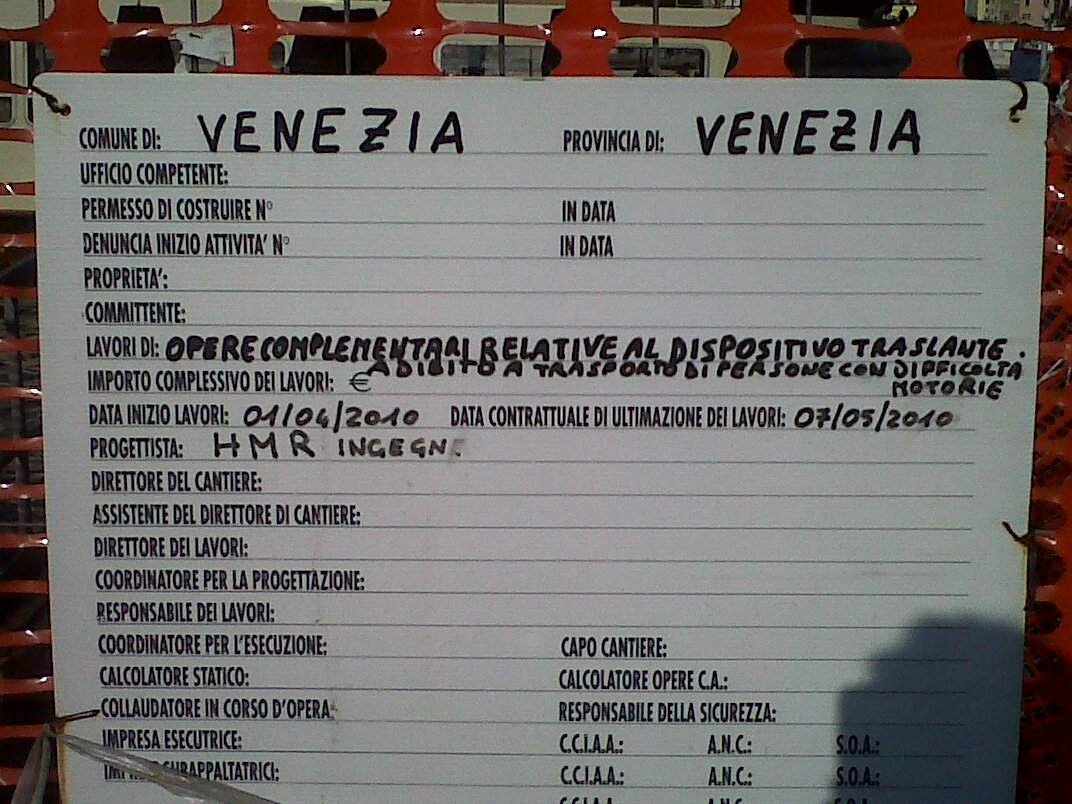 COMUNE DI: VENEZIA PROVINCIA DI: VENEZIA
UFFICIO COMPETENTE:
PERMESSO DI COSTRUIRE N° IN DATA
DENUNCIA INIZIO ATTIVITA' N° IN DATA
PROPRIETA':
COMMITTENTE:
LAVORI DI: OPERE COMPLEMENTARI RELATIVE AL DISPOSITIVO TRASLANTE.
ADIBITO A TRASPORTO DI PERSONE CON DIFFICOLTA
MOTORIE
IMPORTO COMPLESSIVO DEI LAVORI: €
DATA INIZIO LAVORI: 01/04/2010 DATA CONTRATTUALE DI ULTIMAZIONE DEI LAVORI: 07/05/2010
PROGETTISTA: HMR INGEGN
DIRETTORE DEL CANTIERE:
ASSISTENTE DEL DIRETTORE DI CANTIERE:
DIRETTORE DEI LAVORI:
COORDINATORE PER LA PROGETTAZIONE:
RESPONSABILE DEI LAVORI:
COORDINATORE PER L'ESECUZIONE: CAPO CANTIERE:
CALCOLATORE STATICO: CALCOLATORE OPERE C.A.:
COLLAUDATORE IN CORSO D'OPERA: RESPONSABILE DELLA SICUREZZA:
IMPRESA ESECUTRICE: C.C.I.A.A.: A.N.C.: S.O.A.:
C.C.I.A.A.: A.N.C.: S.O.A.: